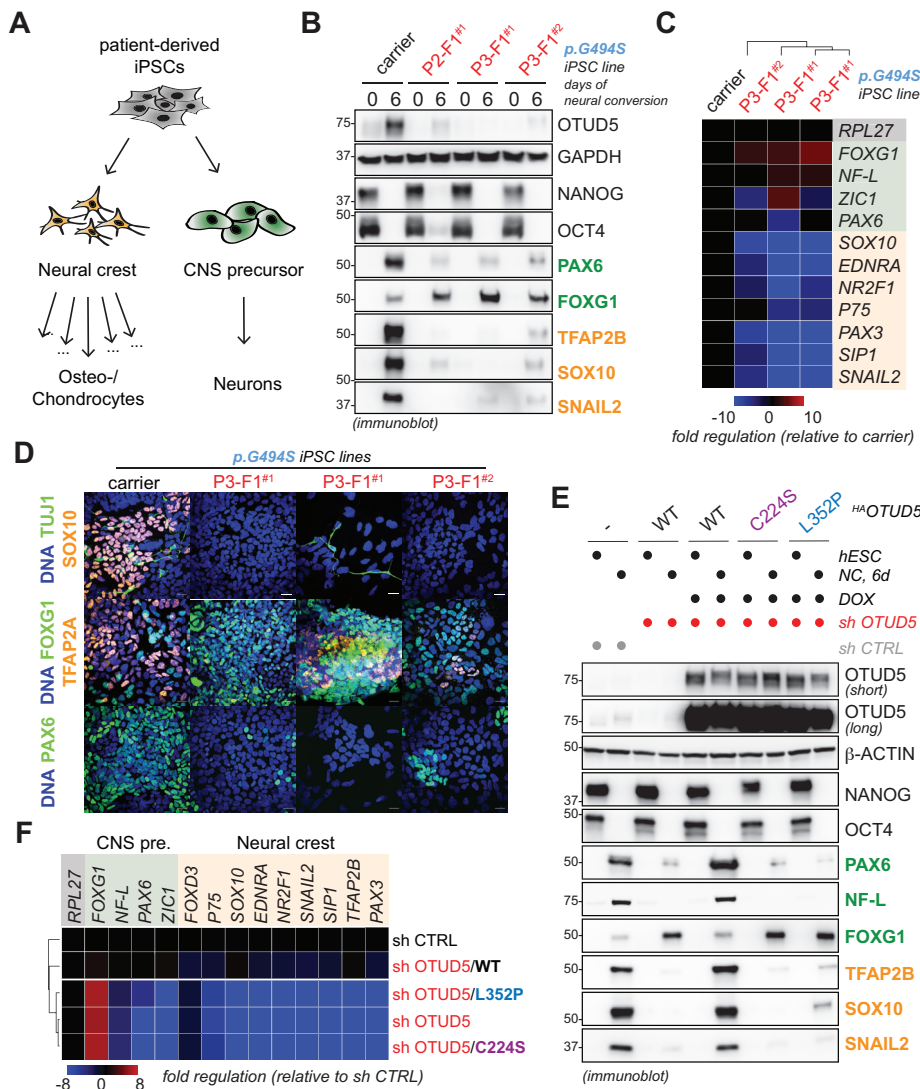 A
patient-derived
iPSCs
Neural crest
CNS precursor
...
...
...
...
Osteo-/
Chondrocytes
Neurons
B
carrier
P2-F1#1
P3-F1#1
P3-F1#2
p.G494S
iPSC line
days of
neural conversion
0 6 0 6 0 6 0 6
75
OTUD5
37
GAPDH
NANOG
50
OCT4
50
PAX6
50
FOXG1
50
TFAP2B
50
SOX10
37
SNAIL2
(immunoblot)
C
carrier
P3-F1#2
P3-F1#1
P3-F1#1
p.G494S
iPSC line
RPL27
FOXG1
NF-L
ZIC1
PAX6
SOX10
EDNRA
NR2F1
P75
PAX3
SIP1
SNAIL2
-10 0 10
fold regulation (relative to carrier)
D
p.G494S iPSC lines
carrier
P3-F1#1
P3-F1#1
P3-F1#2
DNA TUJ1
SOX10
DNA FOXG1
TFAP2A
DNA PAX6
E
-
WT
WT
C224S
L352P
HAOTUD5
hESC
NC, 6d
DOX
sh OTUD5
sh CTRL
75
OTUD5
(short)
75
OTUD5
(long)
50
β-ACTIN
37
NANOG
50
OCT4
50
PAX6
75
NF-L
50
FOXG1
50
TFAP2B
50
SOX10
37
SNAIL2
(immunoblot)
F
CNS pre.
Neural crest
RPL27
FOXG1
NF-L
PAX6
ZIC1
FOXD3
P75
SOX10
EDNRA
NR2F1
SNAIL2
SIP1
TFAP2B
PAX3
sh CTRL
sh OTUD5/WT
sh OTUD5/L352P
sh OTUD5
sh OTUD5/C224S
-8 0 8
fold regulation (relative to sh CTRL)